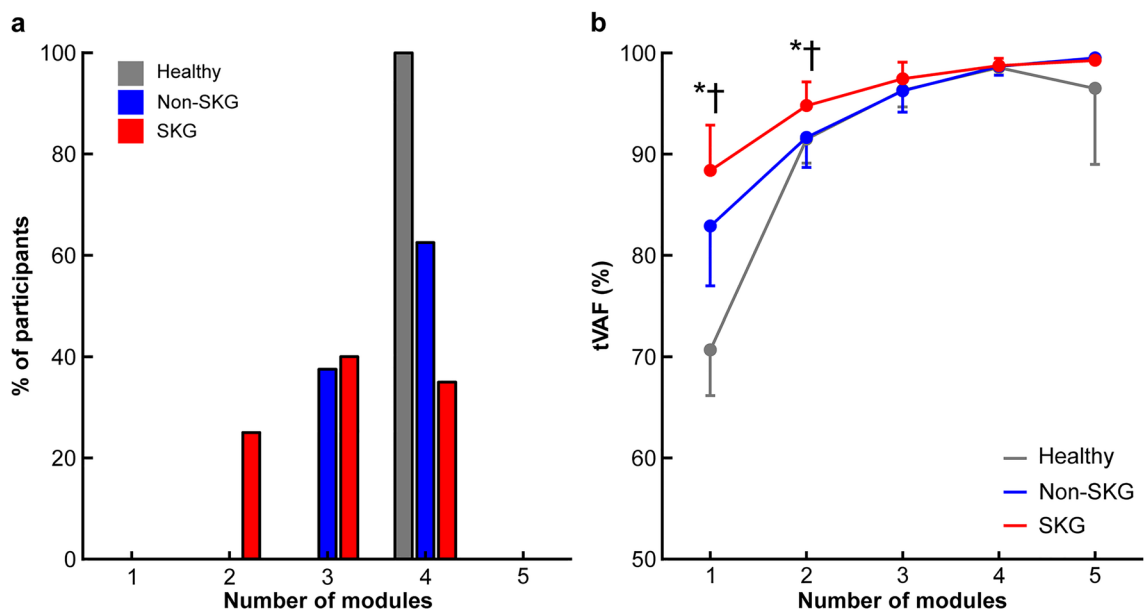 a
% of participants
100
80
60
40
20
0
Healthy
Non-SKG
SKG
1 2 3 4 5
Number of modules
b
tVAF (%)
100
90
80
70
60
50
*†
*†
Healthy
Non-SKG
SKG
1 2 3 4 5
Number of modules